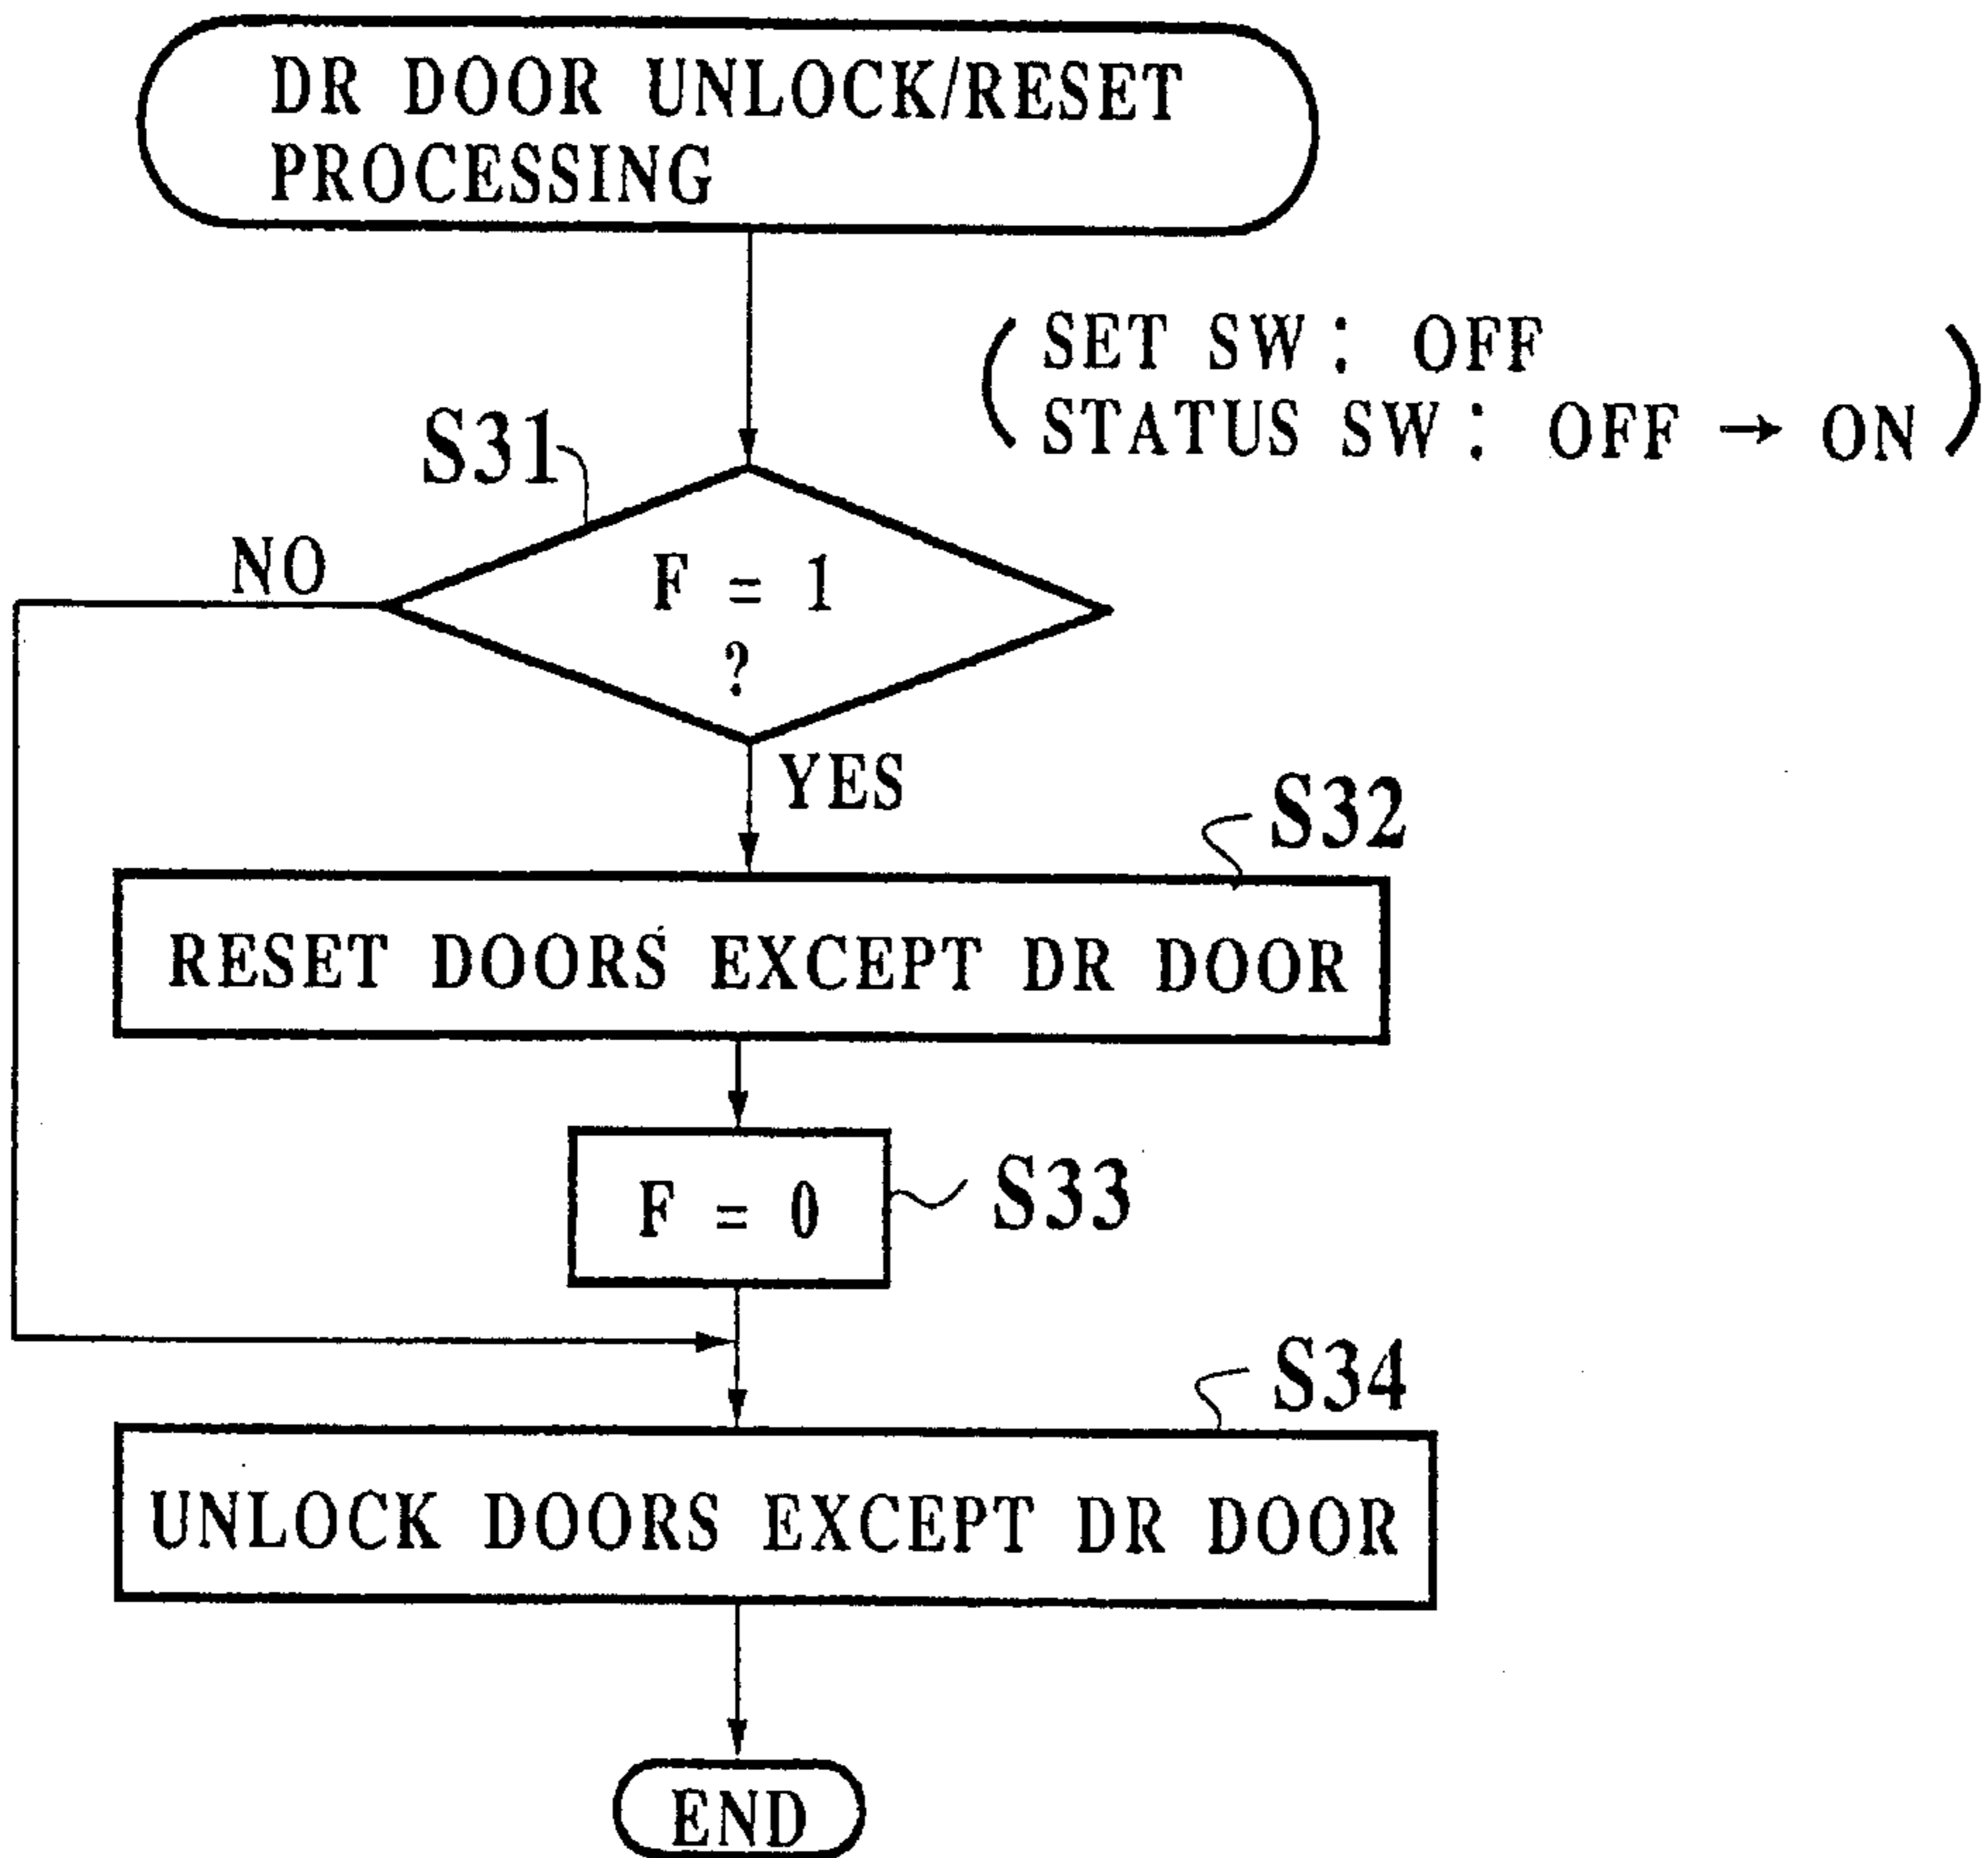 DR DOOR UNLOCK/RESET
PROCESSING
(SET SW: OFF
STATUS SW: OFF → ON)
S31
NO
F = 1
?
YES
S32
RESET DOORS EXCEPT DR DOOR
F = 0
S33
S34
UNLOCK DOORS EXCEPT DR DOOR
END